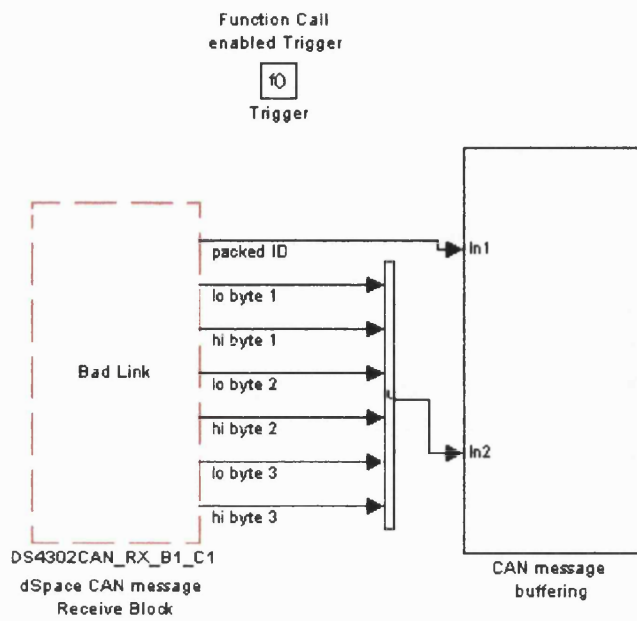 Function Call
enabled Trigger
f()
Trigger
packed ID
In1
lo byte 1
hi byte 1
Bad Link
lo byte 2
hi byte 2
In2
lo byte 3
hi byte 3
DS4302CAN_RX_B1_C1
dSpace CAN message
Receive Block
CAN message
buffering